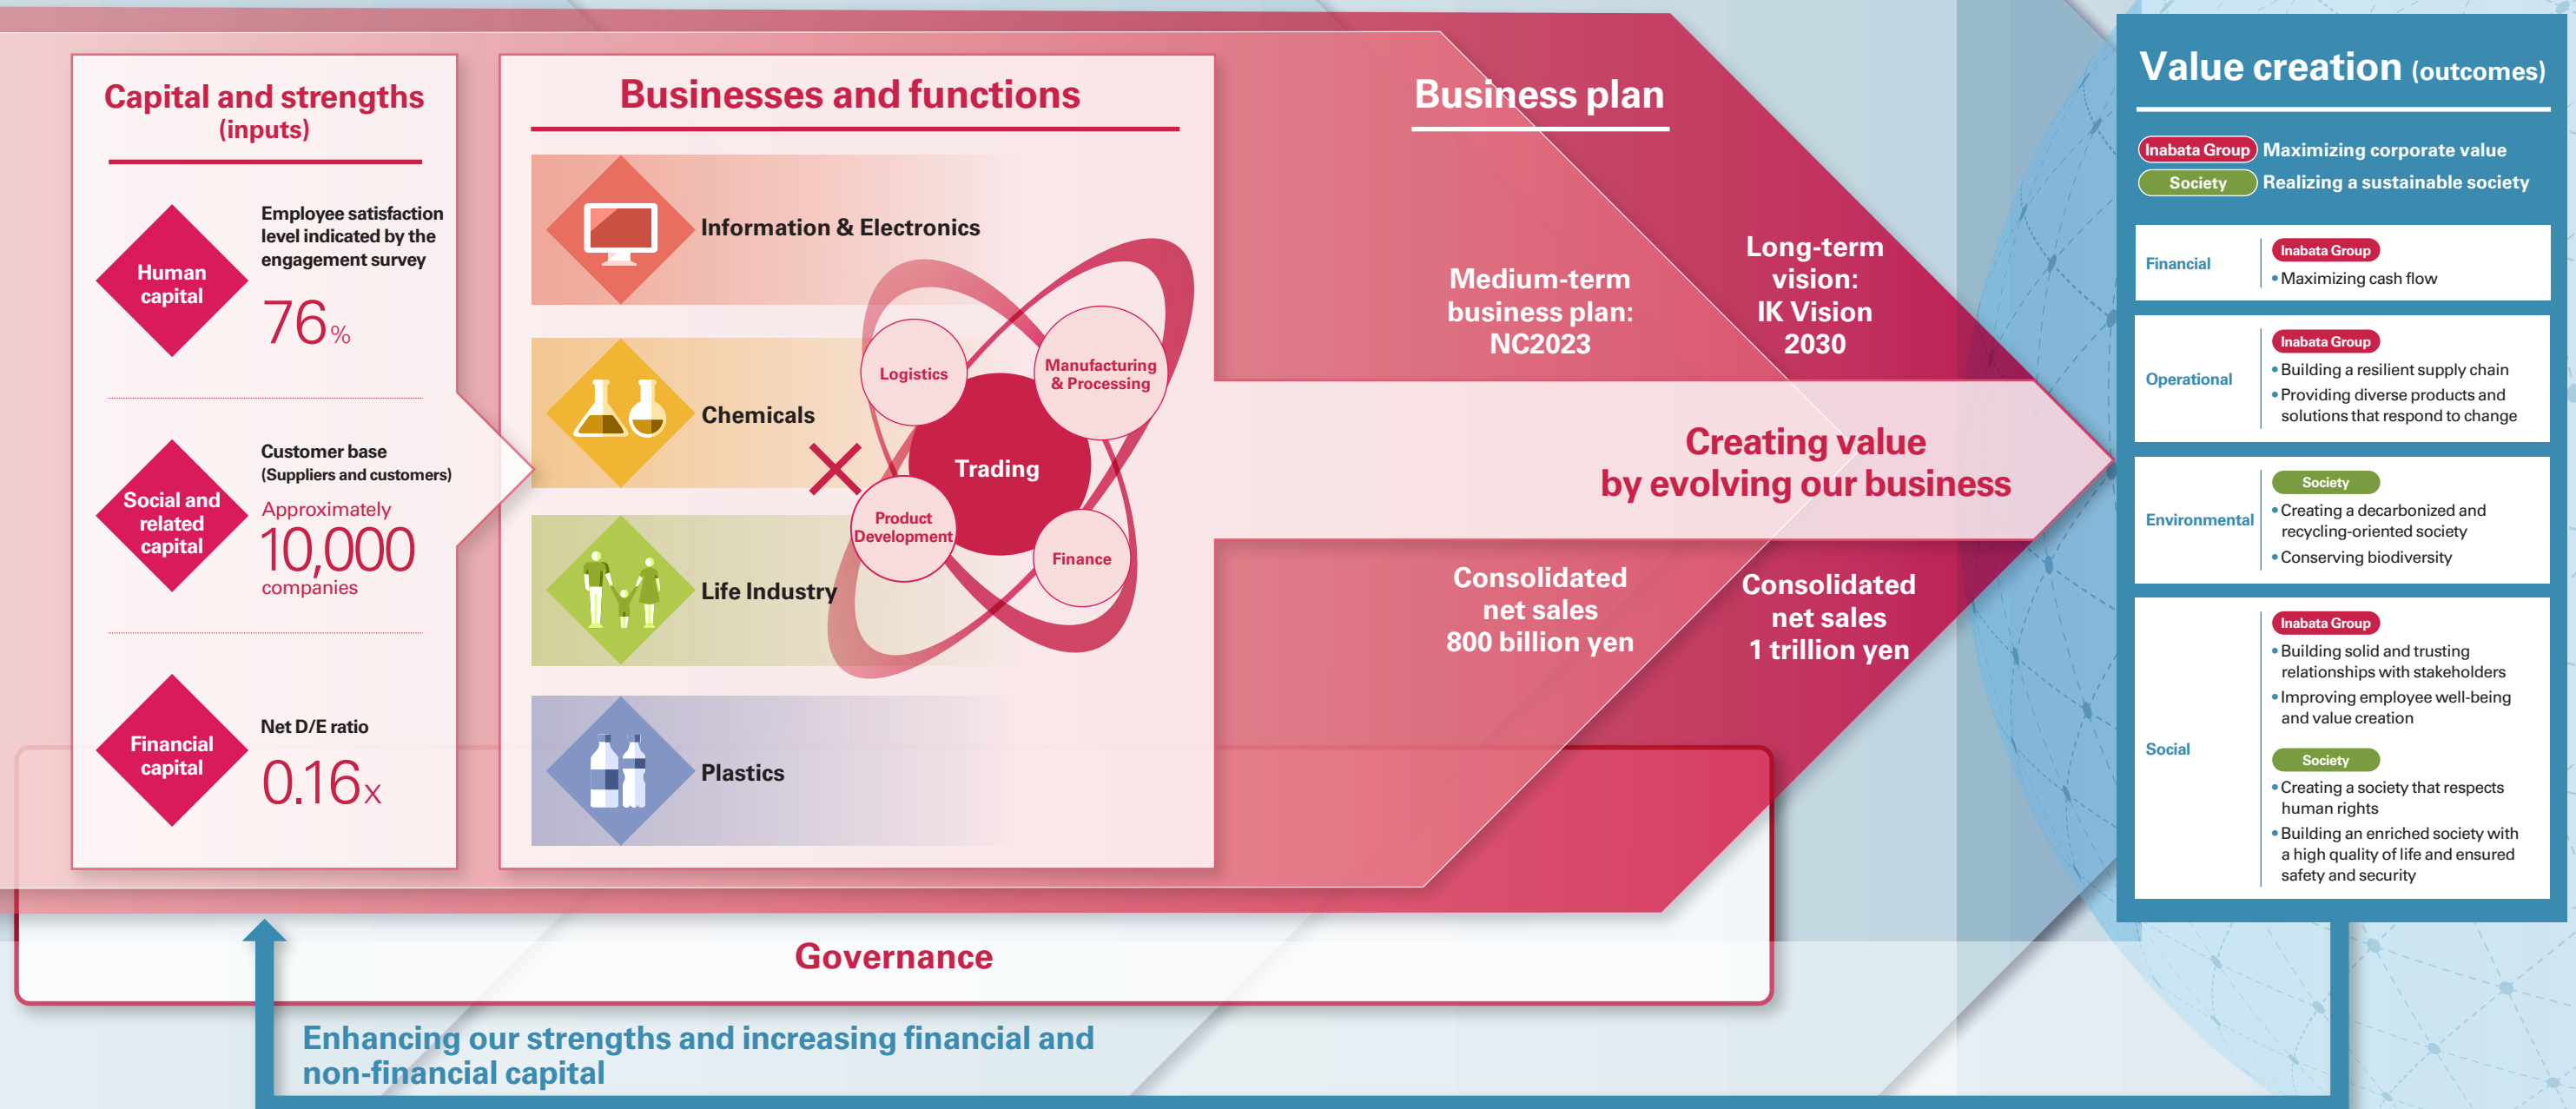 Capital and strengths
(inputs)
Human
capital
Employee satisfaction
level indicated by the
engagement survey
76%
Social and
related
capital
Customer base
(Suppliers and customers)
Approximately
10,000
companies
Financial
capital
Net D/E ratio
0.16x
Businesses and functions
Information & Electronics
Chemicals
Life Industry
Plastics
Logistics
Manufacturing
& Processing
Trading
Product
Development
Finance
Business plan
Medium-term
business plan:
NC2023
Long-term
vision:
IK Vision
2030
Creating value
by evolving our business
Consolidated
net sales
800 billion yen
Consolidated
net sales
1 trillion yen
Governance
Enhancing our strengths and increasing financial and
non-financial capital
Value creation (outcomes)
Inabata Group Maximizing corporate value
Society Realizing a sustainable society
Financial
Inabata Group
• Maximizing cash flow
Operational
Inabata Group
• Building a resilient supply chain
• Providing diverse products and
solutions that respond to change
Environmental
Society
• Creating a decarbonized and
recycling-oriented society
• Conserving biodiversity
Social
Inabata Group
• Building solid and trusting
relationships with stakeholders
• Improving employee well-being
and value creation
Society
• Creating a society that respects
human rights
• Building an enriched society with
a high quality of life and ensured
safety and security